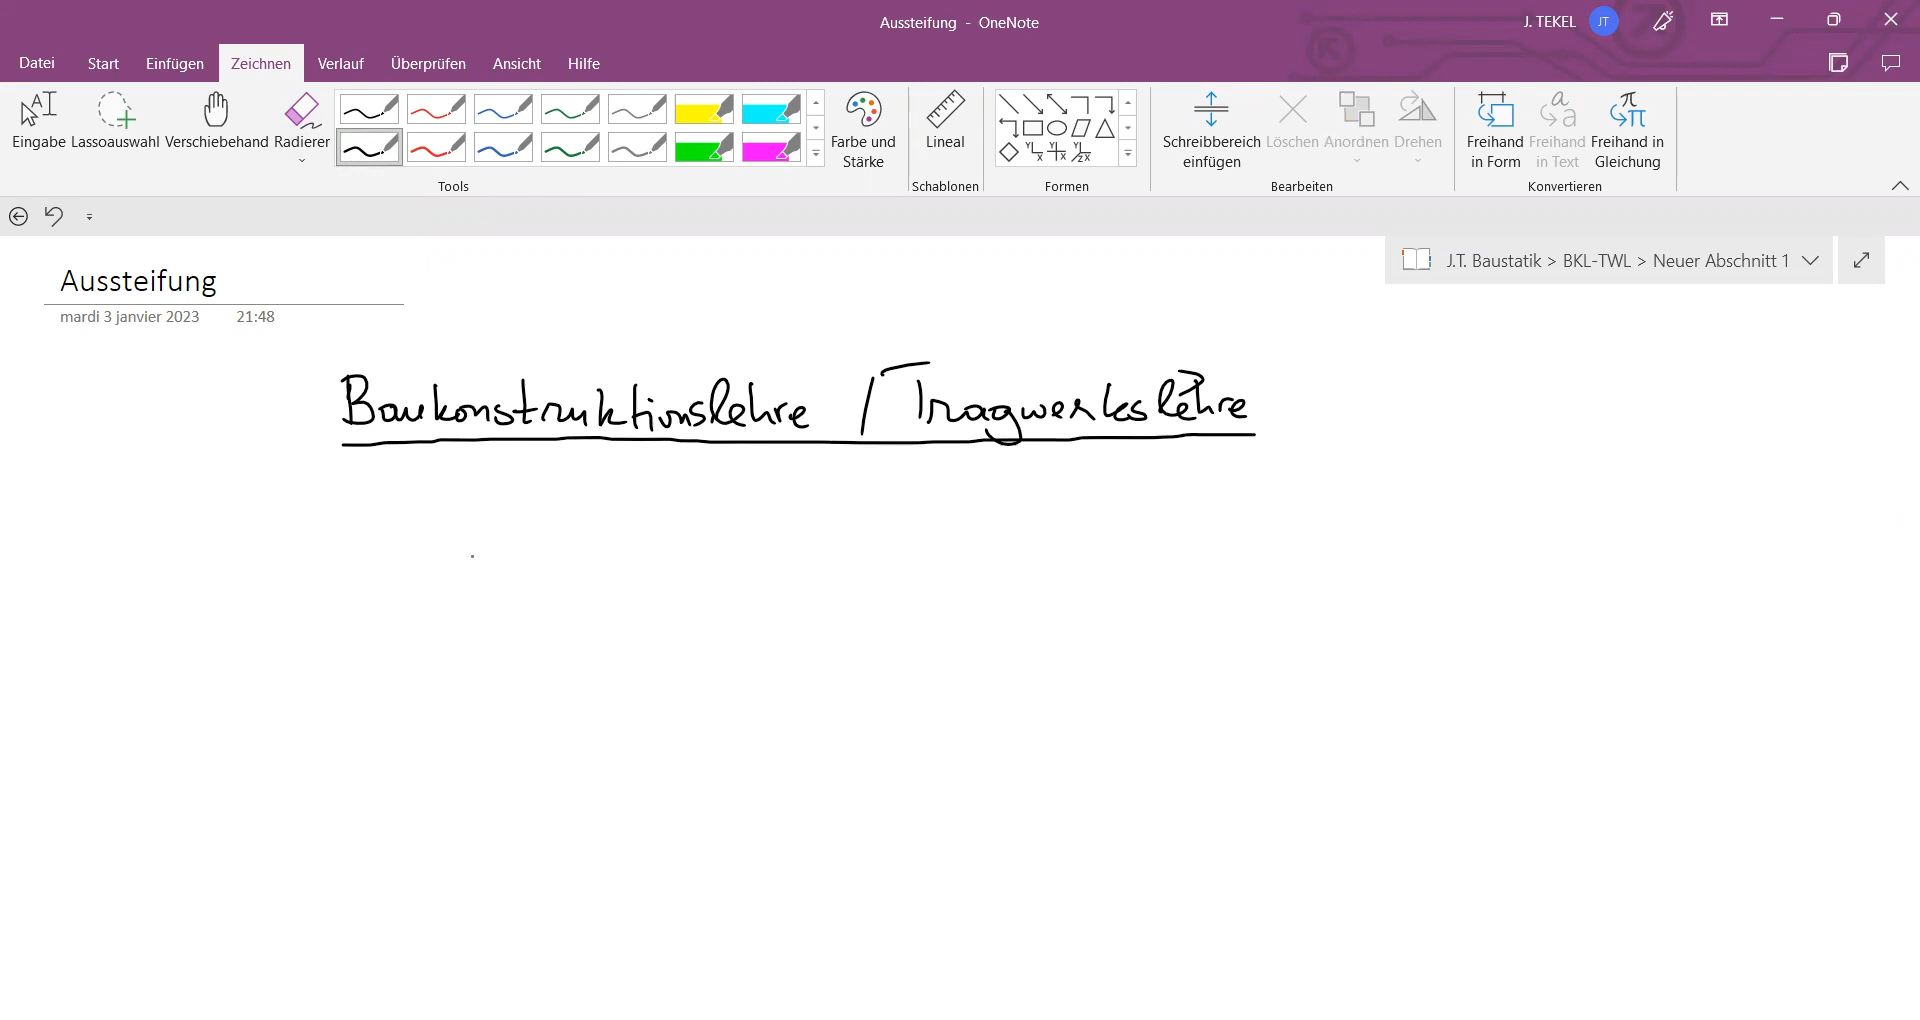 Aussteifung - OneNote
J. TEKEL JT
Datei Start Einfügen Zeichnen Verlauf Überprüfen Ansicht Hilfe
Eingabe Lassoauswahl Verschiebehand Radierer
Farbe und
Stärke
Lineal
Schreibbereich
einfügen
Löschen Anordnen Drehen
Freihand
in Form
Freihand
in Text
Freihand in
Gleichung
Tools Schablonen Formen Bearbeiten Konvertieren
J.T. Baustatik > BKL-TWL > Neuer Abschnitt 1
Aussteifung
mardi 3 janvier 2023 21:48
Baukonstruktionslehre / Tragwerkslehre